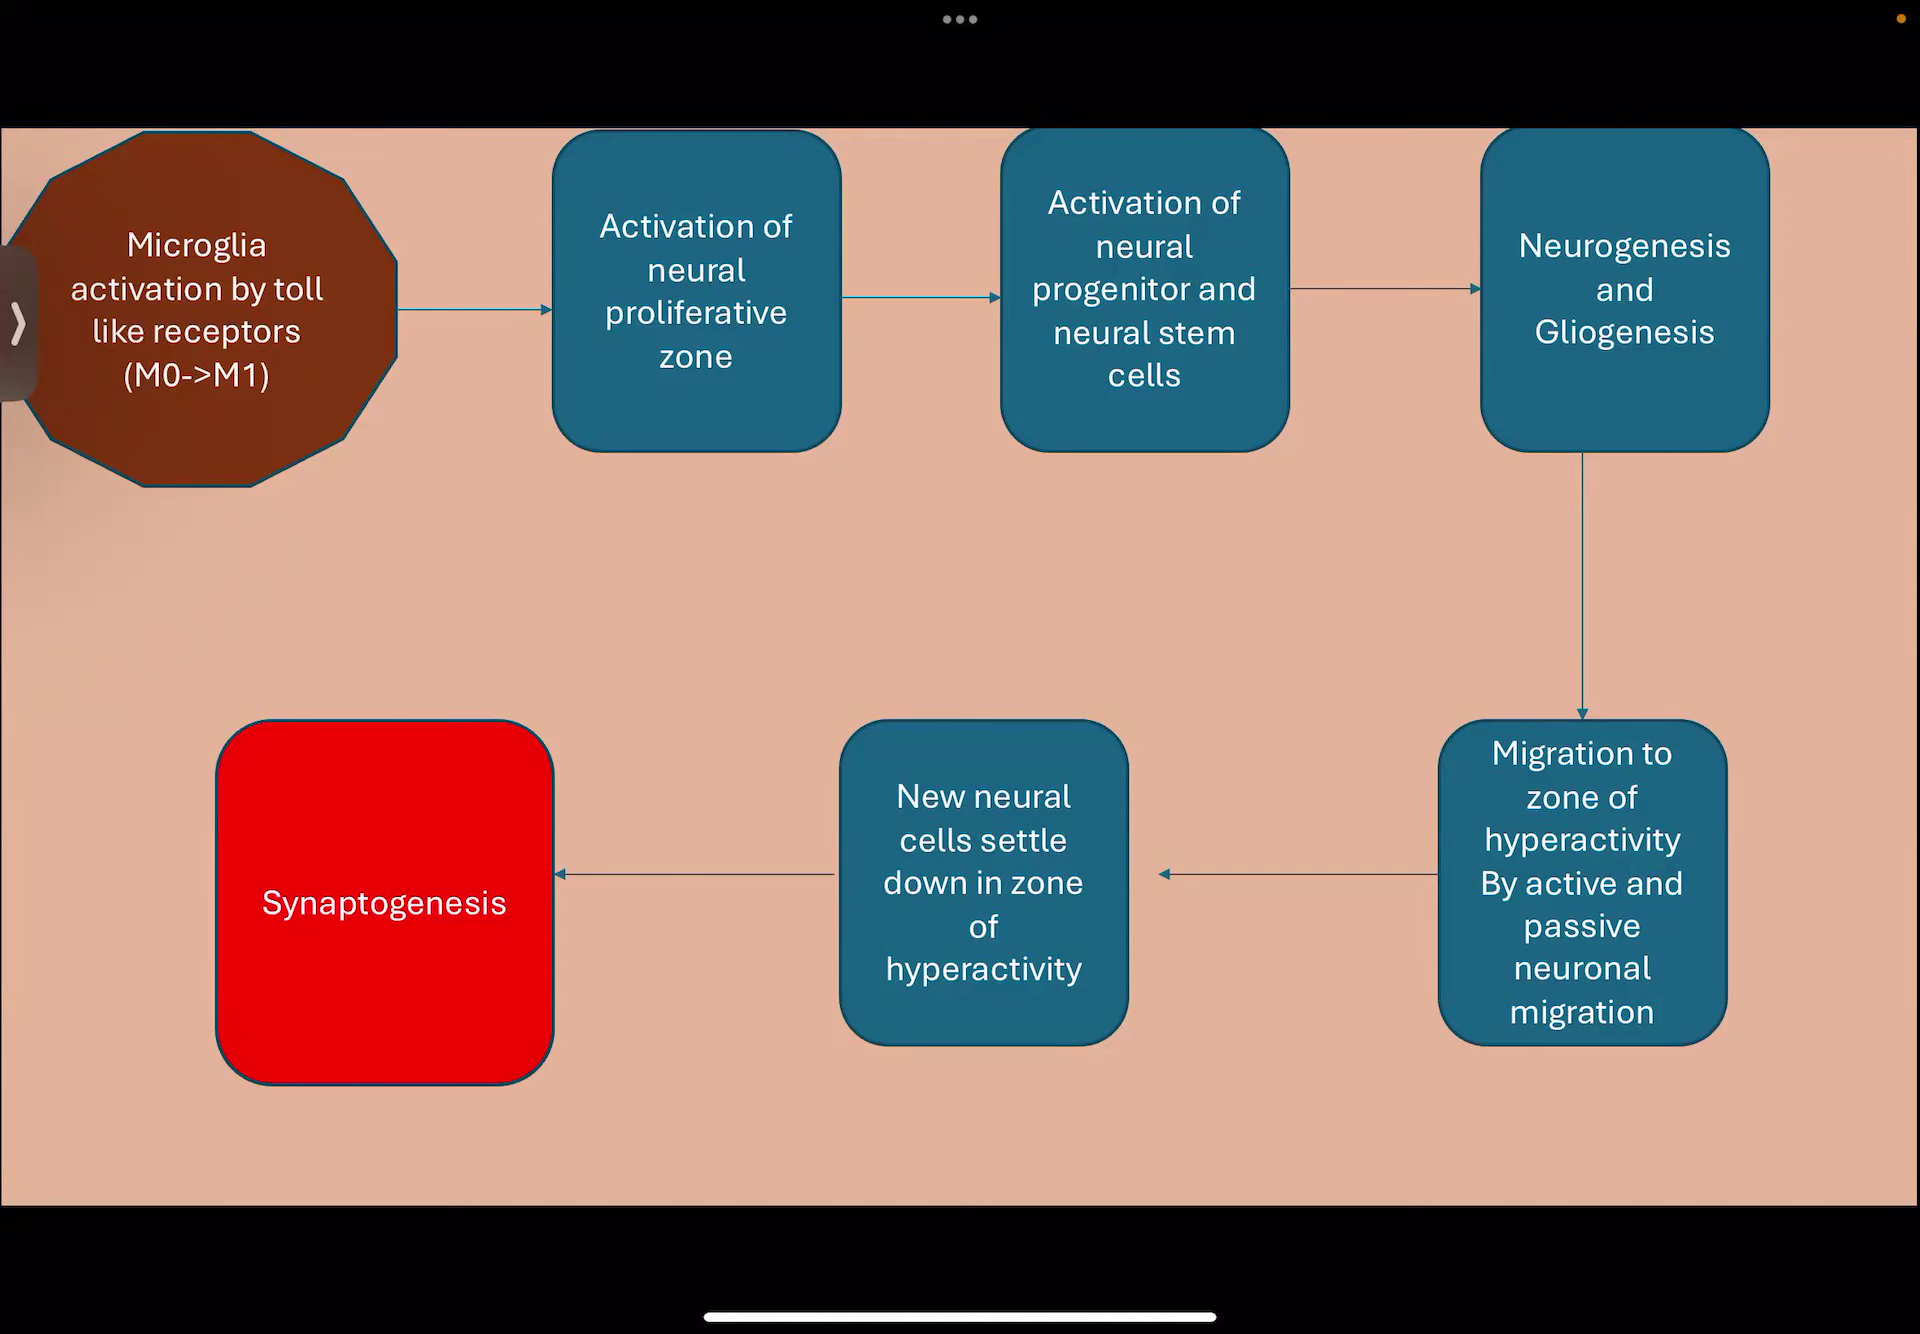 Microglia
activation by toll
like receptors
(M0->M1)
Activation of
neural
proliferative
zone
Activation of
neural
progenitor and
neural stem
cells
Neurogenesis
and
Gliogenesis
Migration to
zone of
hyperactivity
By active and
passive
neuronal
migration
New neural
cells settle
down in zone
of
hyperactivity
Synaptogenesis